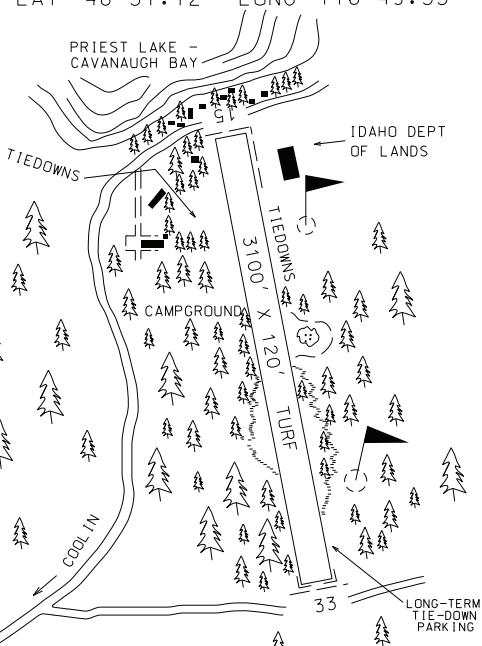 PRIEST LAKE -
CAVANAUGH BAY
15
IDAHO DEPT
OF LANDS
TIEDOWNS
TIEDOWNS
3100' X 120' TURF
CAMPGROUND
COOLIN
33
LONG-TERM
TIE-DOWN
PARKING